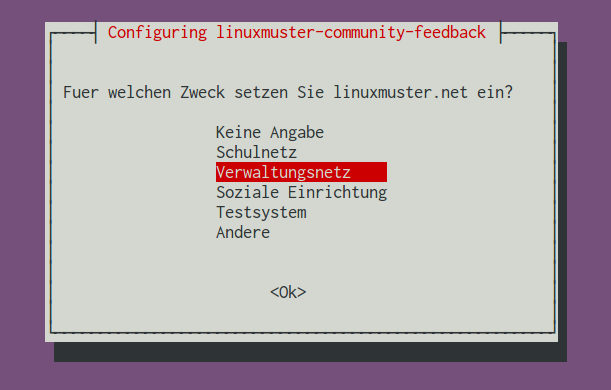 Configuring linuxmuster-community-feedback
Fuer welchen Zweck setzen Sie linuxmuster.net ein?
Keine Angabe
Schulnetz
Verwaltungsnetz
Soziale Einrichtung
Testsystem
Andere
<Ok>